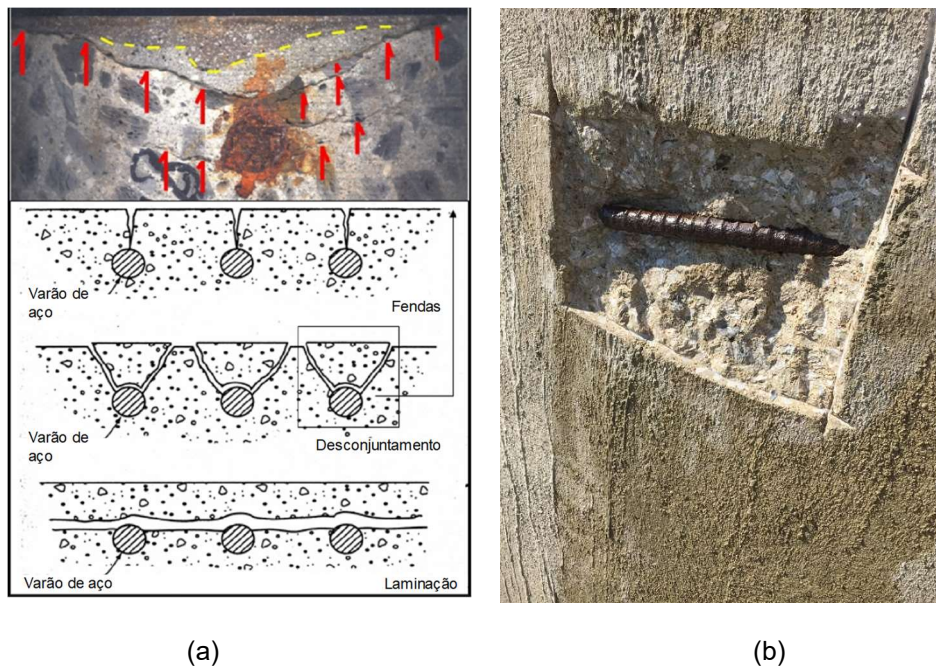 Varão de
aço
Fendas
Varão de
aço
Desconjuntamento
Varão de aço
Laminação
(a)
(b)